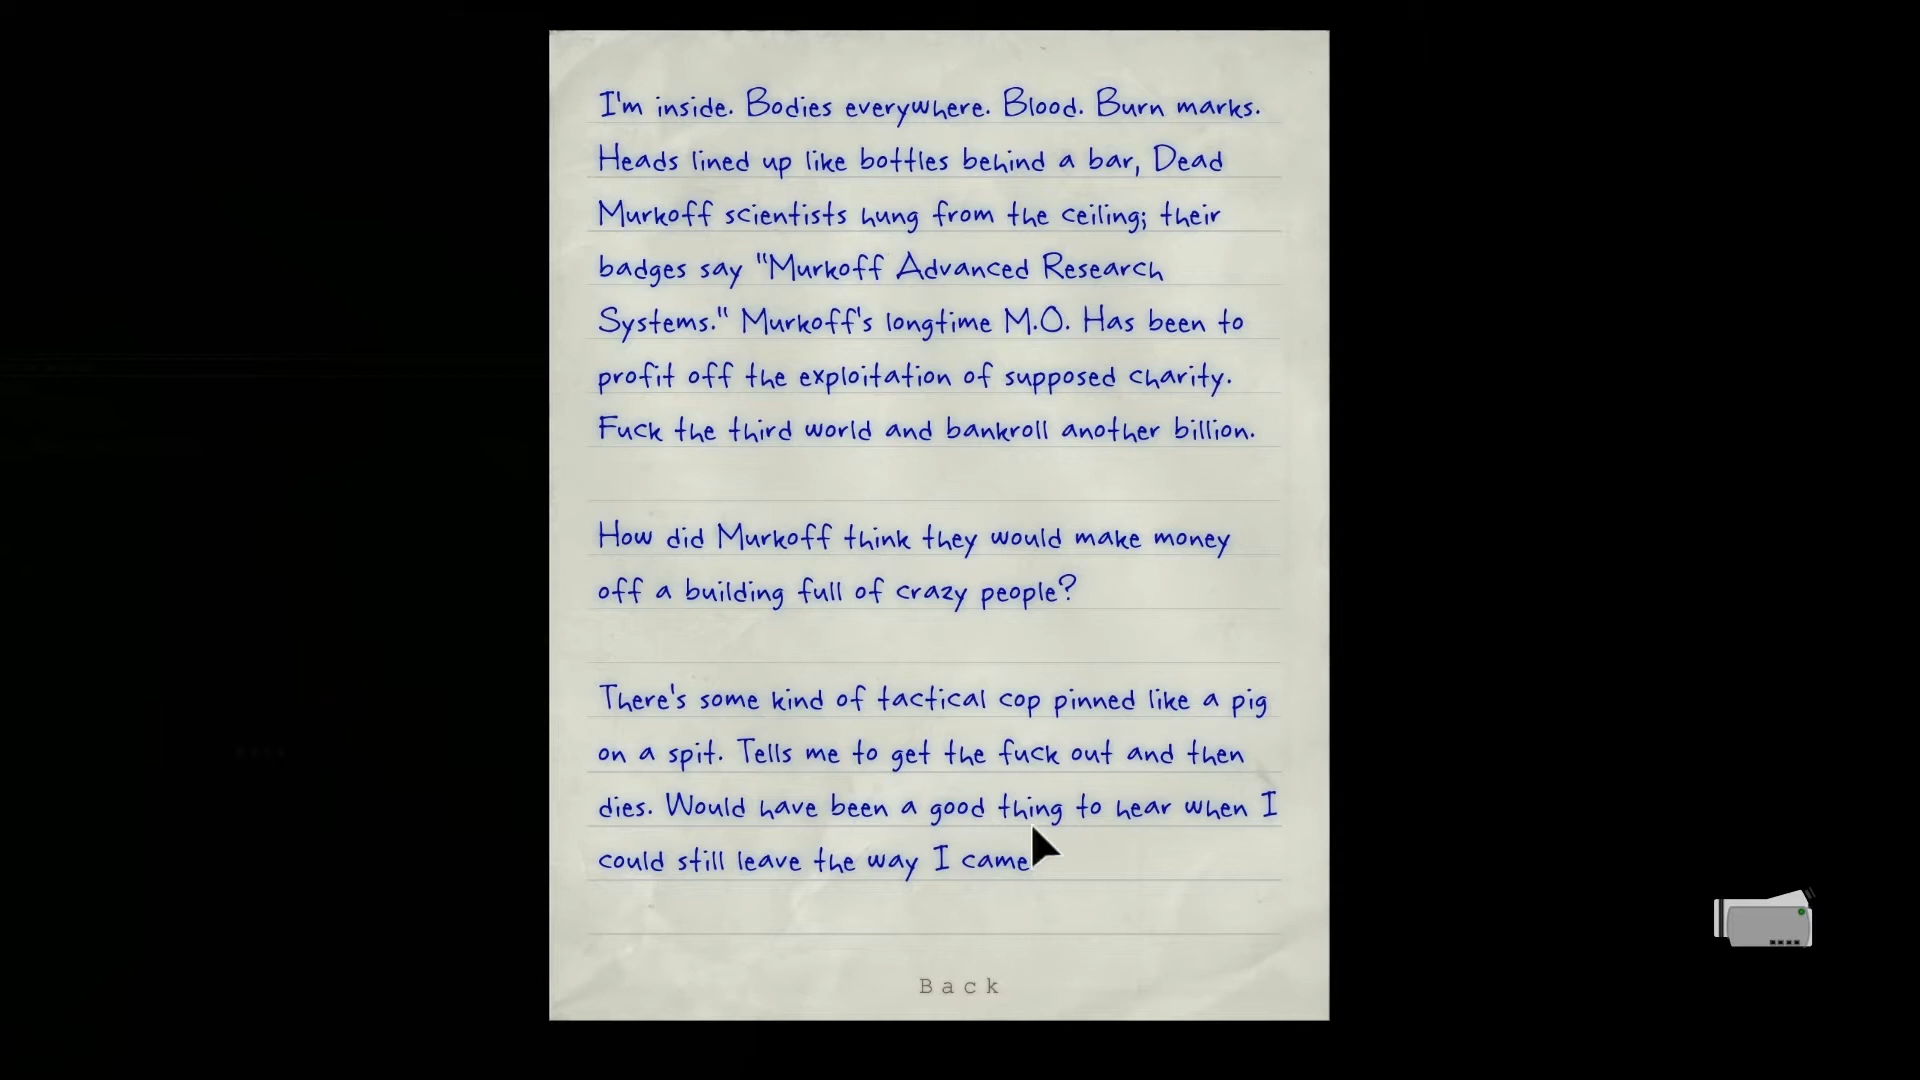 I'm inside. Bodies everywhere. Blood. Burn marks.
Heads lined up like bottles behind a bar, Dead
Murkoff scientists hung from the ceiling; their
badges say "Murkoff Advanced Research
Systems." Murkoff's longtime M.O. Has been to
profit off the exploitation of supposed charity.
Fuck the third world and bankroll another billion.
How did Murkoff think they would make money
off a building full of crazy people?
There's some kind of tactical cop pinned like a pig
on a spit. Tells me to get the fuck out and then
dies. Would have been a good thing to hear when I
could still leave the way I came
Back